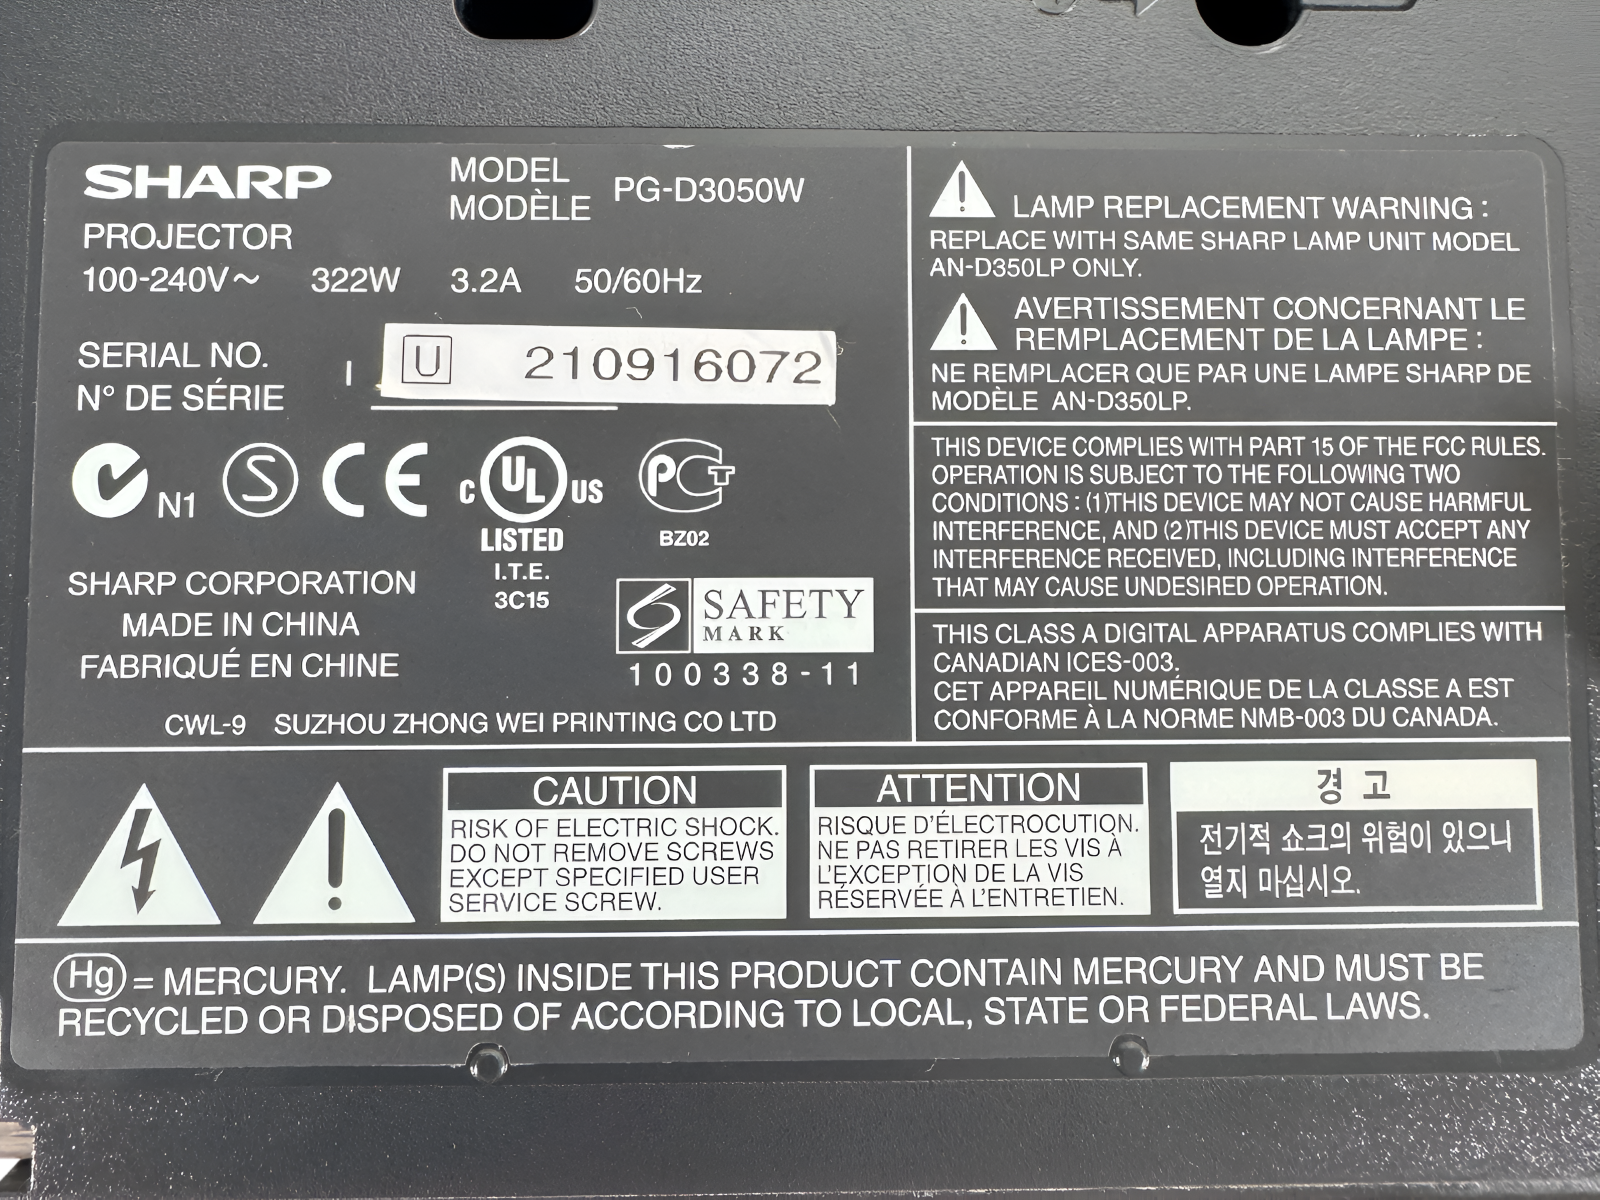 SHARP
PROJECTOR
MODEL
MODÈLE
PG-D3050W
100-240V～ 322W 3.2A 50/60Hz
SERIAL NO.
N° DE SÉRIE
U 210916072
N1 S CE c UL us PCT
LISTED
I.T.E.
3C15
BZ02
SHARP CORPORATION
MADE IN CHINA
FABRIQUÉ EN CHINE
SAFETY
MARK
100338-11
CWL-9 SUZHOU ZHONG WEI PRINTING CO LTD
LAMP REPLACEMENT WARNING :
REPLACE WITH SAME SHARP LAMP UNIT MODEL
AN-D350LP ONLY.
AVERTISSEMENT CONCERNANT LE
REMPLACEMENT DE LA LAMPE :
NE REMPLACER QUE PAR UNE LAMPE SHARP DE
MODÈLE AN-D350LP.
THIS DEVICE COMPLIES WITH PART 15 OF THE FCC RULES.
OPERATION IS SUBJECT TO THE FOLLOWING TWO
CONDITIONS : (1)THIS DEVICE MAY NOT CAUSE HARMFUL
INTERFERENCE, AND (2)THIS DEVICE MUST ACCEPT ANY
INTERFERENCE RECEIVED, INCLUDING INTERFERENCE
THAT MAY CAUSE UNDESIRED OPERATION.
THIS CLASS A DIGITAL APPARATUS COMPLIES WITH
CANADIAN ICES-003.
CET APPAREIL NUMÉRIQUE DE LA CLASSE A EST
CONFORME À LA NORME NMB-003 DU CANADA.
CAUTION
RISK OF ELECTRIC SHOCK.
DO NOT REMOVE SCREWS
EXCEPT SPECIFIED USER
SERVICE SCREW.
ATTENTION
RISQUE D'ÉLECTROCUTION.
NE PAS RETIRER LES VIS À
L'EXCEPTION DE LA VIS
RÉSERVÉE À L'ENTRETIEN.
경 고
전기적 쇼크의 위험이 있으니
열지 마십시오.
Hg = MERCURY. LAMP(S) INSIDE THIS PRODUCT CONTAIN MERCURY AND MUST BE
RECYCLED OR DISPOSED OF ACCORDING TO LOCAL, STATE OR FEDERAL LAWS.